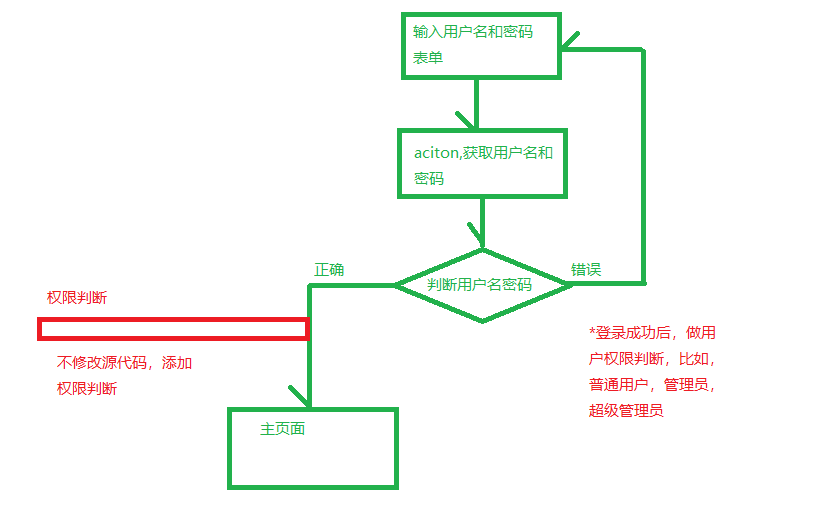 输入用户名和密码
表单
aciton,获取用户名和
密码
正确
错误
判断用户名密码
权限判断
不修改源代码，添加
权限判断
*登录成功后，做用
户权限判断，比如，
普通用户，管理员，
超级管理员
主页面